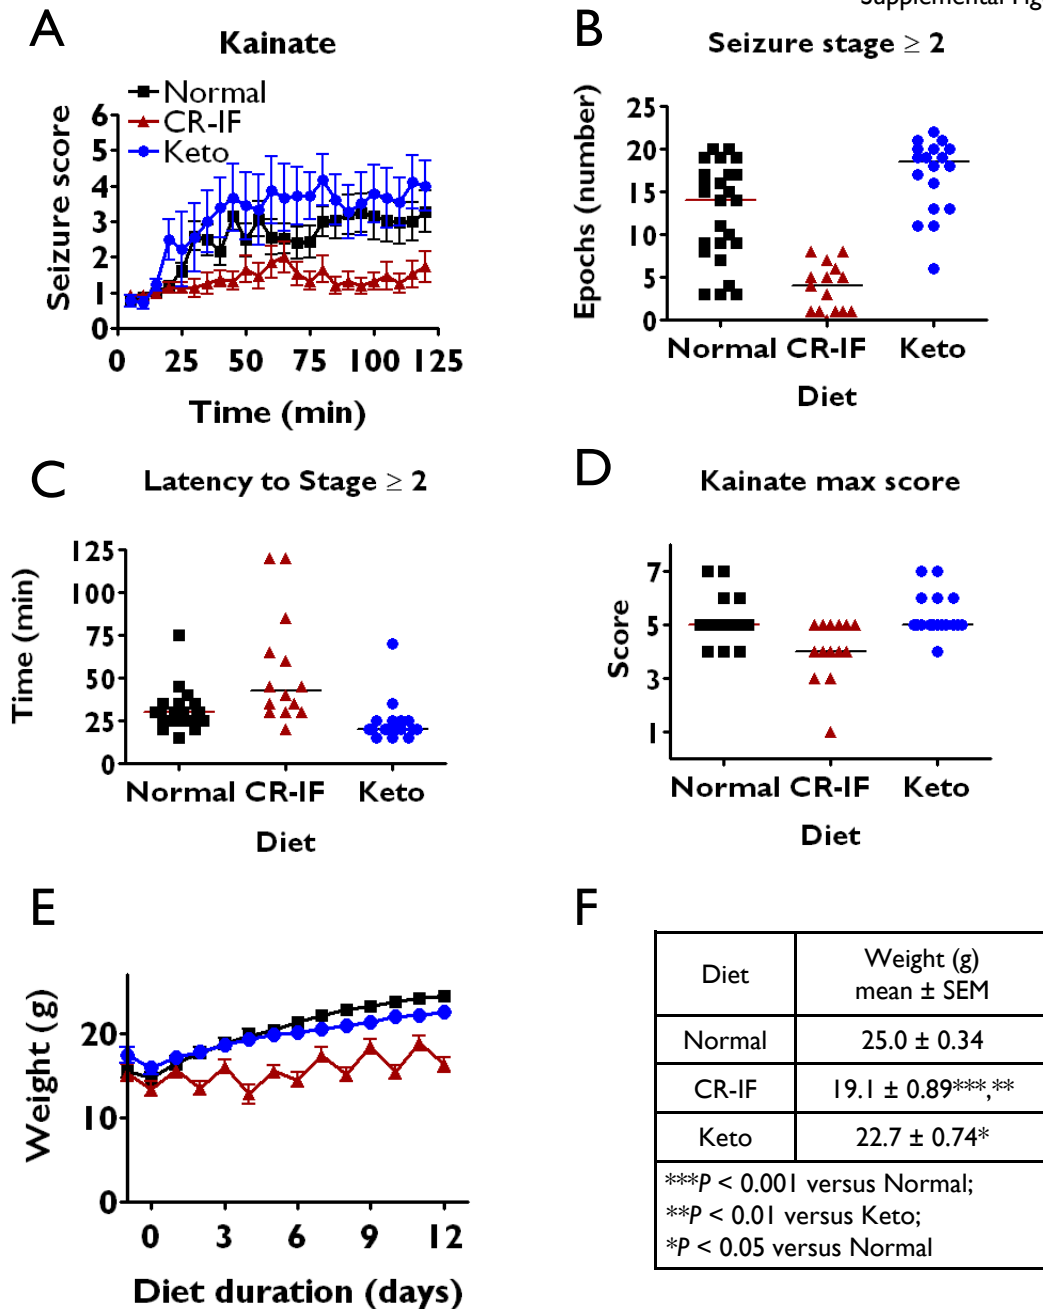 Supplemental
A
Kainate
Normal
CR-IF
Keto
Seizure score
6
5
4
3
2
1
0
0 25 50 75 100 125
Time (min)
B
Seizure stage ≥ 2
Epochs (number)
25
20
15
10
5
0
Normal CR-IF Keto
Diet
C
Latency to Stage ≥ 2
Time (min)
125
100
75
50
25
0
Normal CR-IF Keto
Diet
D
Kainate max score
Score
7
5
3
1
Normal CR-IF Keto
Diet
E
Weight (g)
20
10
0
0 3 6 9 12
Diet duration (days)
F
Diet
Weight (g)
mean ± SEM
Normal
25.0 ± 0.34
CR-IF
19.1 ± 0.89***,**
Keto
22.7 ± 0.74*
***P < 0.001 versus Normal;
**P < 0.01 versus Keto;
*P < 0.05 versus Normal